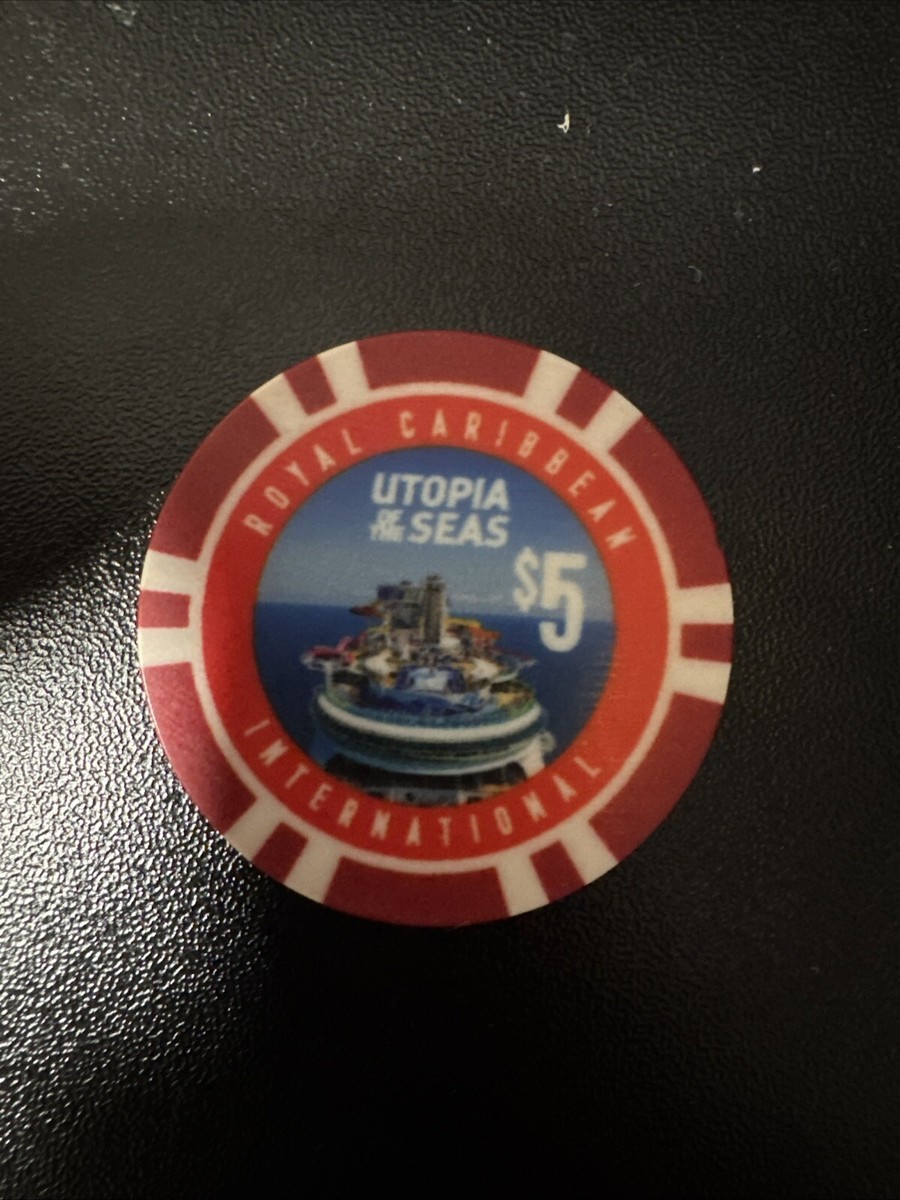 ROYAL CARIBBEAN
UTOPIA
OF THE SEAS
$5
INTERNATIONAL